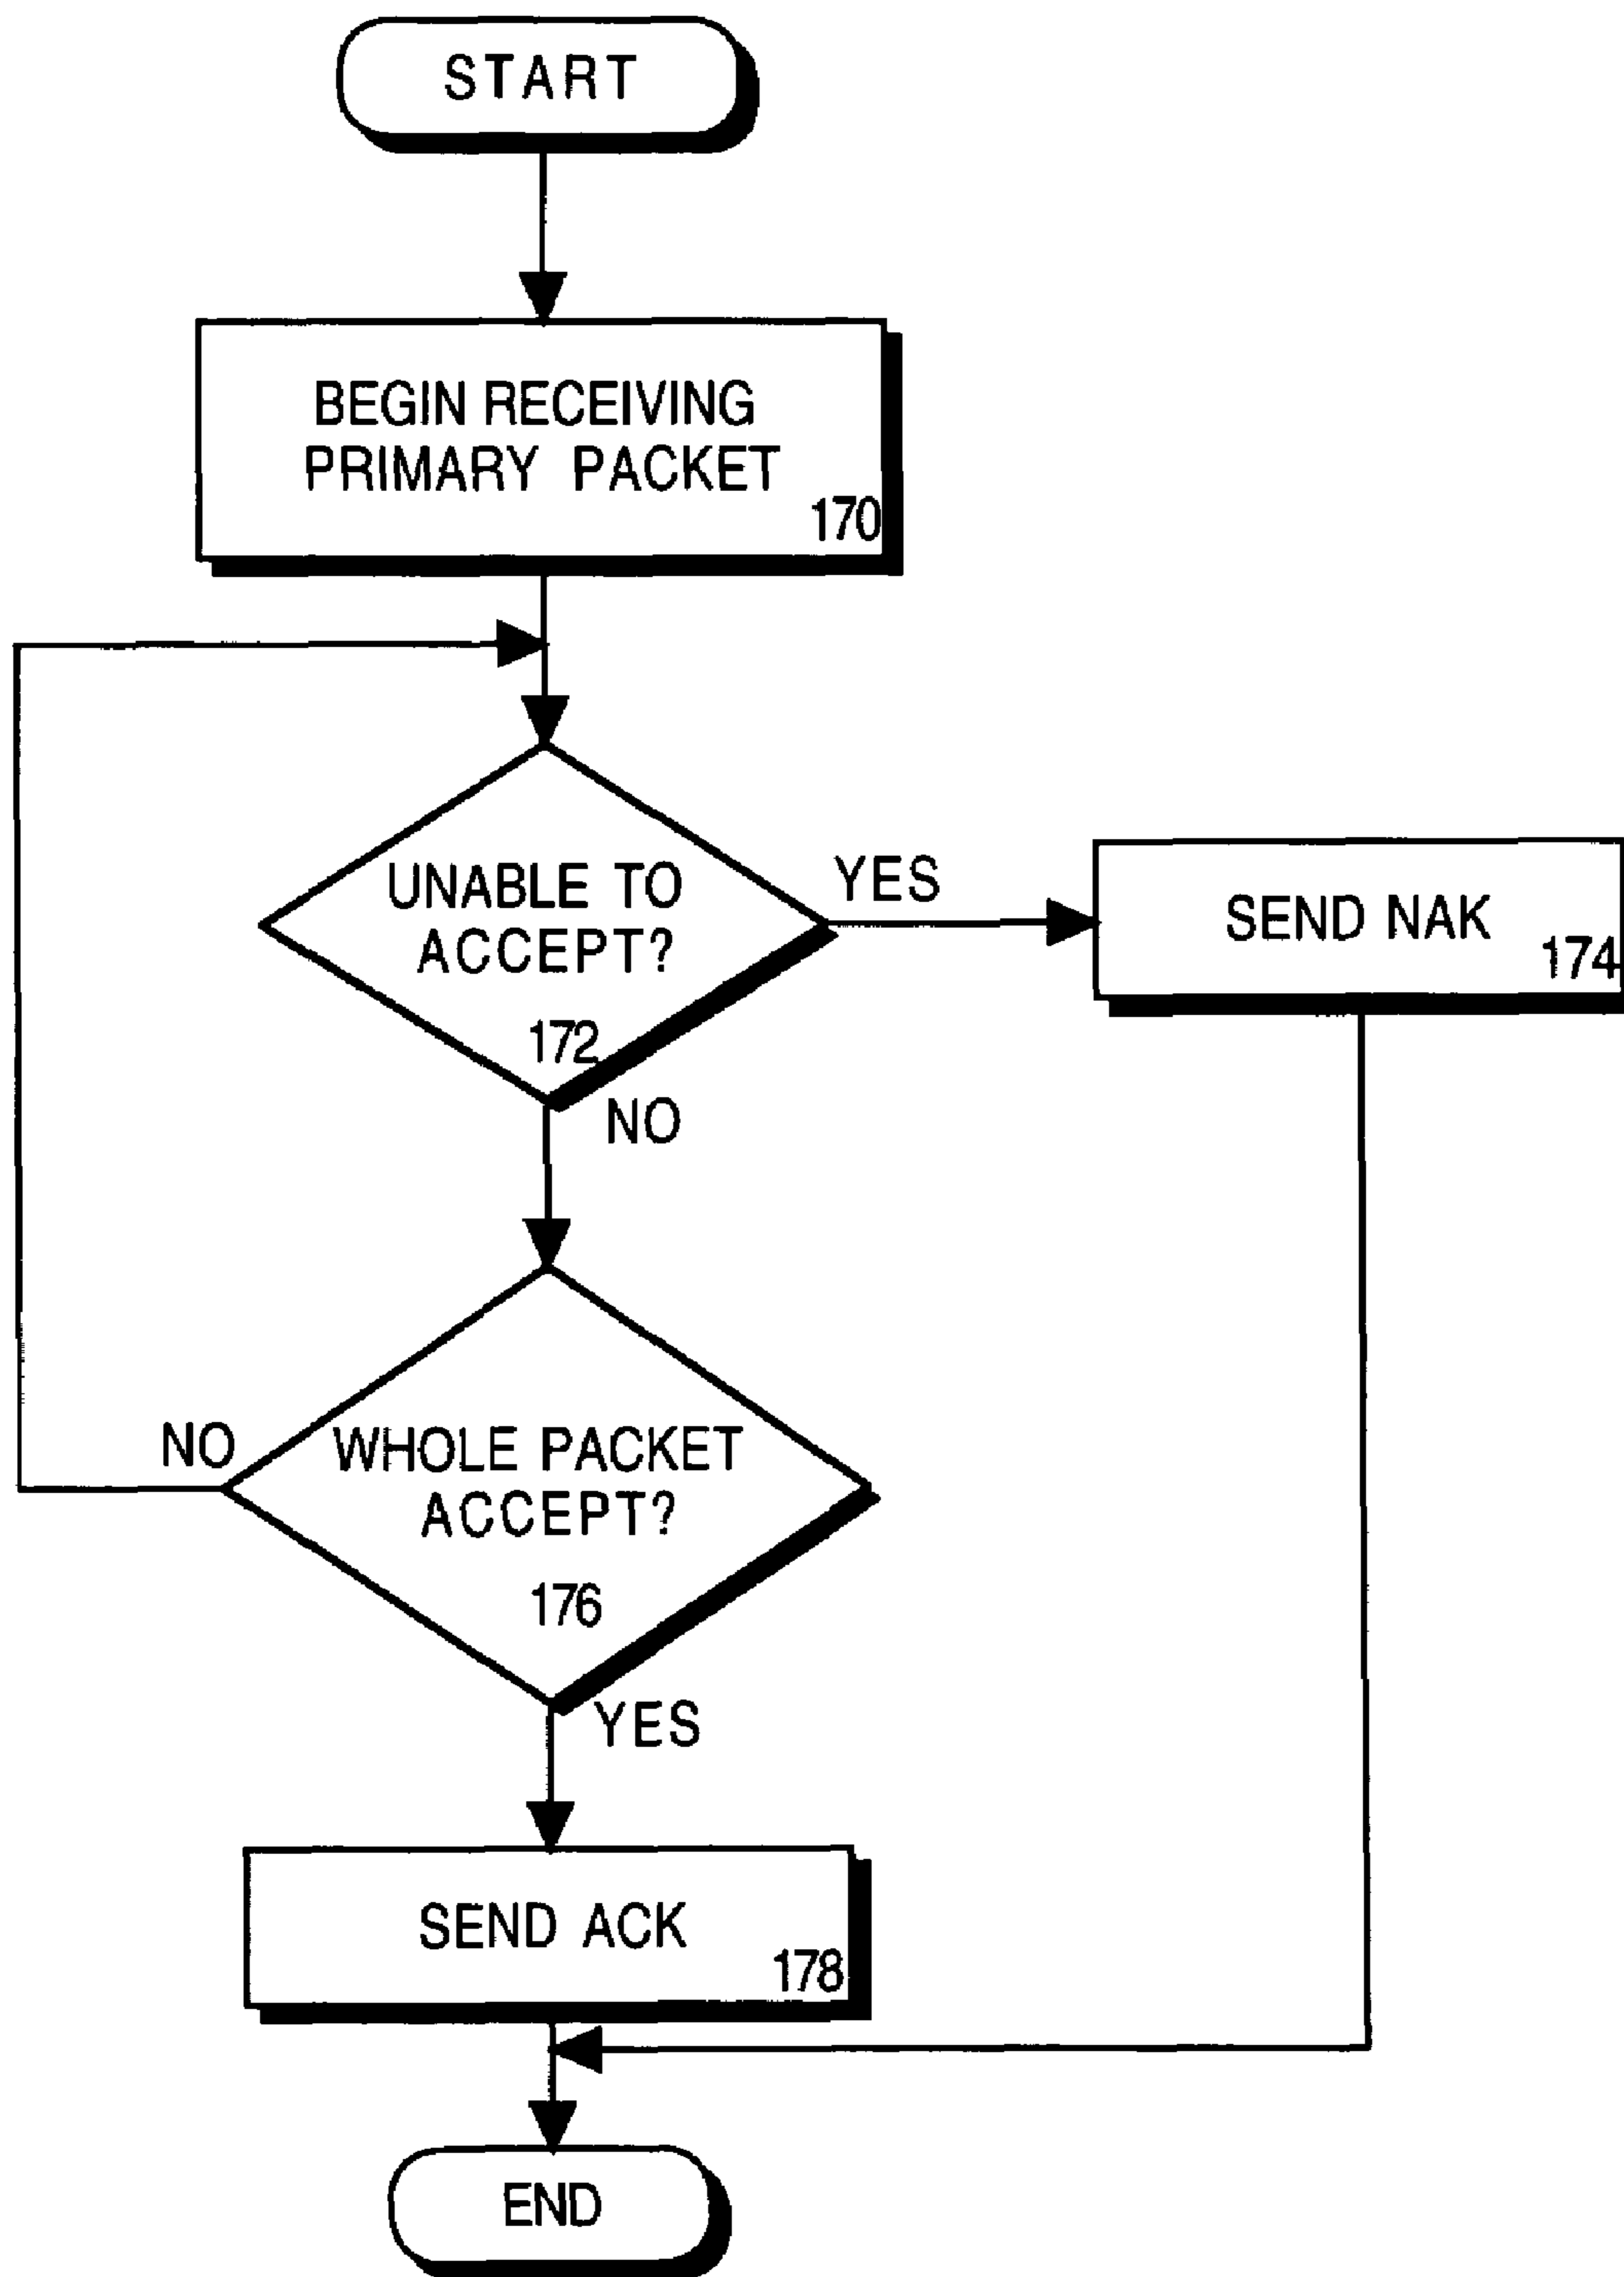 START
BEGIN RECEIVING
PRIMARY PACKET
170
UNABLE TO
ACCEPT?
172
YES
SEND NAK
174
NO
WHOLE PACKET
ACCEPT?
176
NO
YES
SEND ACK
178
END